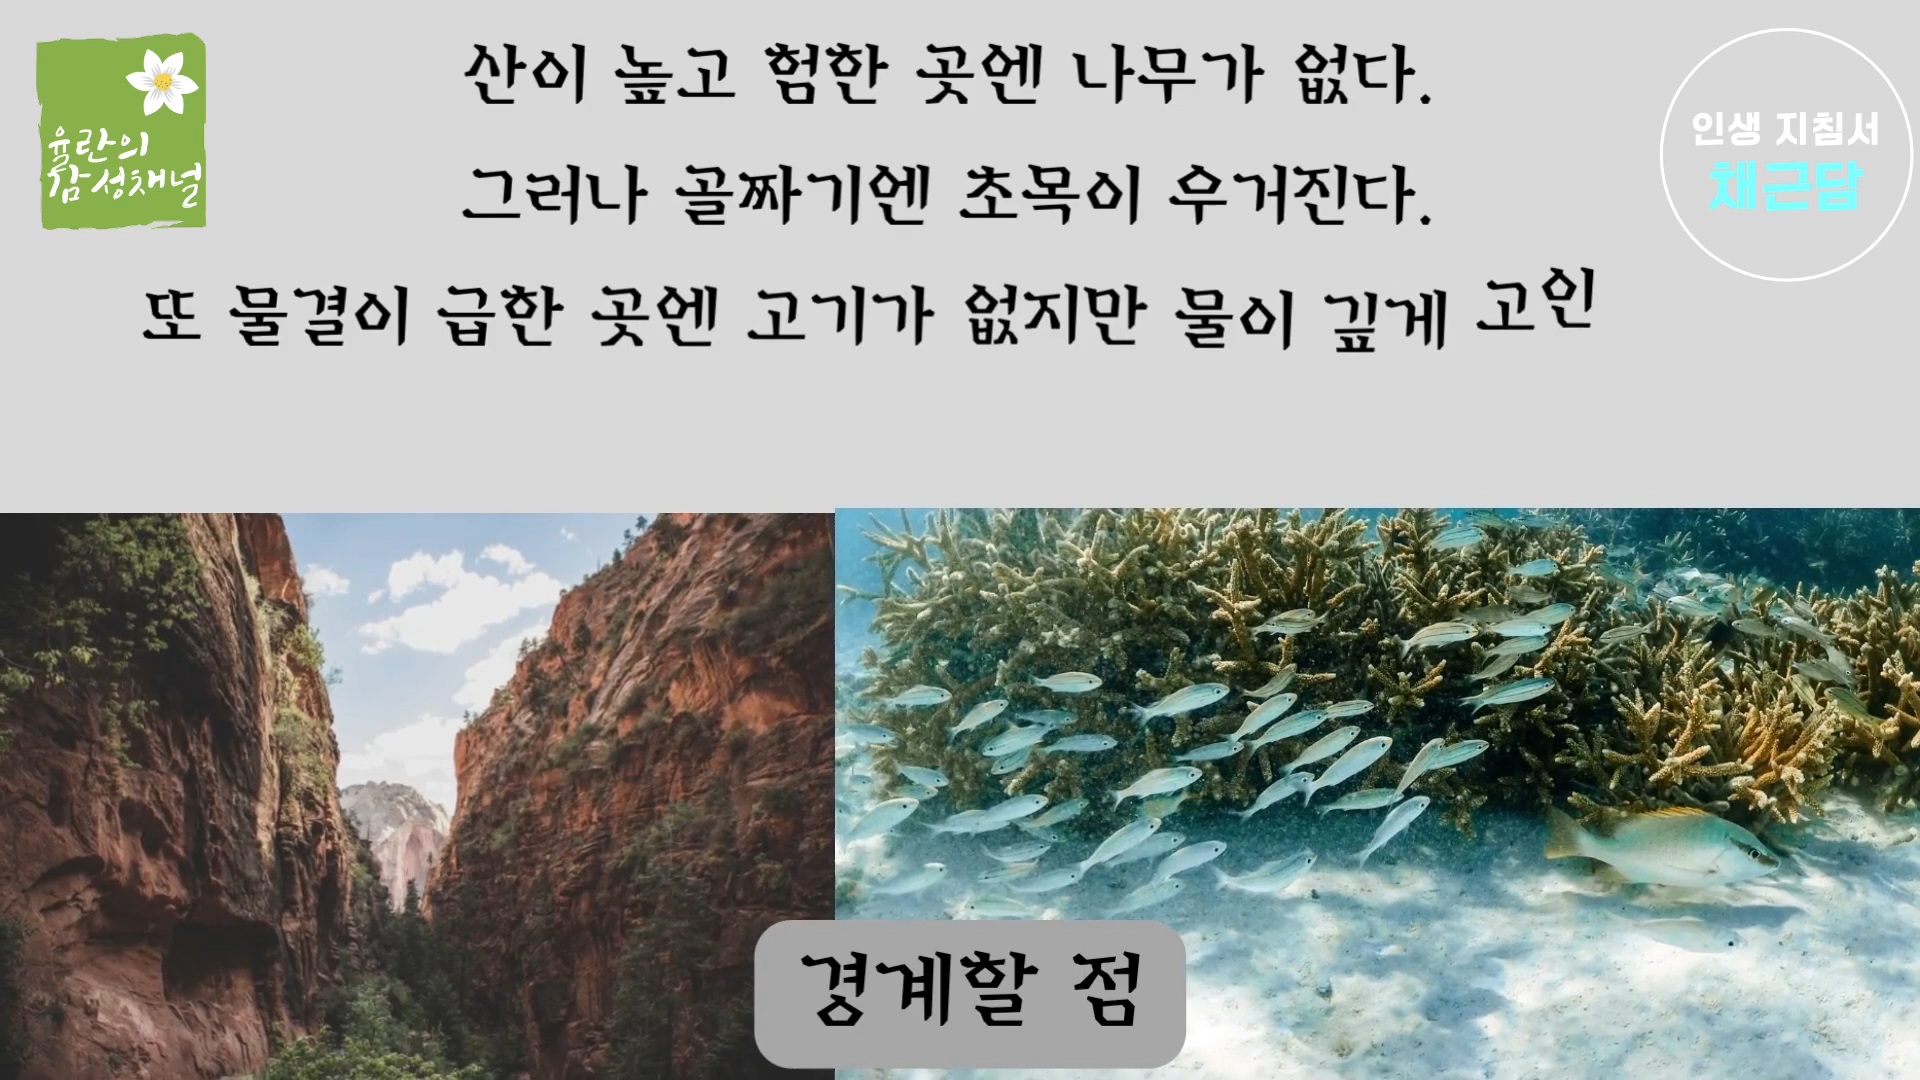 율란의
감성채널
산이 높고 험한 곳엔 나무가 없다.
그러나 골짜기엔 초목이 우거진다.
또 물결이 급한 곳엔 고기가 없지만 물이 깊게 고인
인생 지침서
채근담
경계할 점